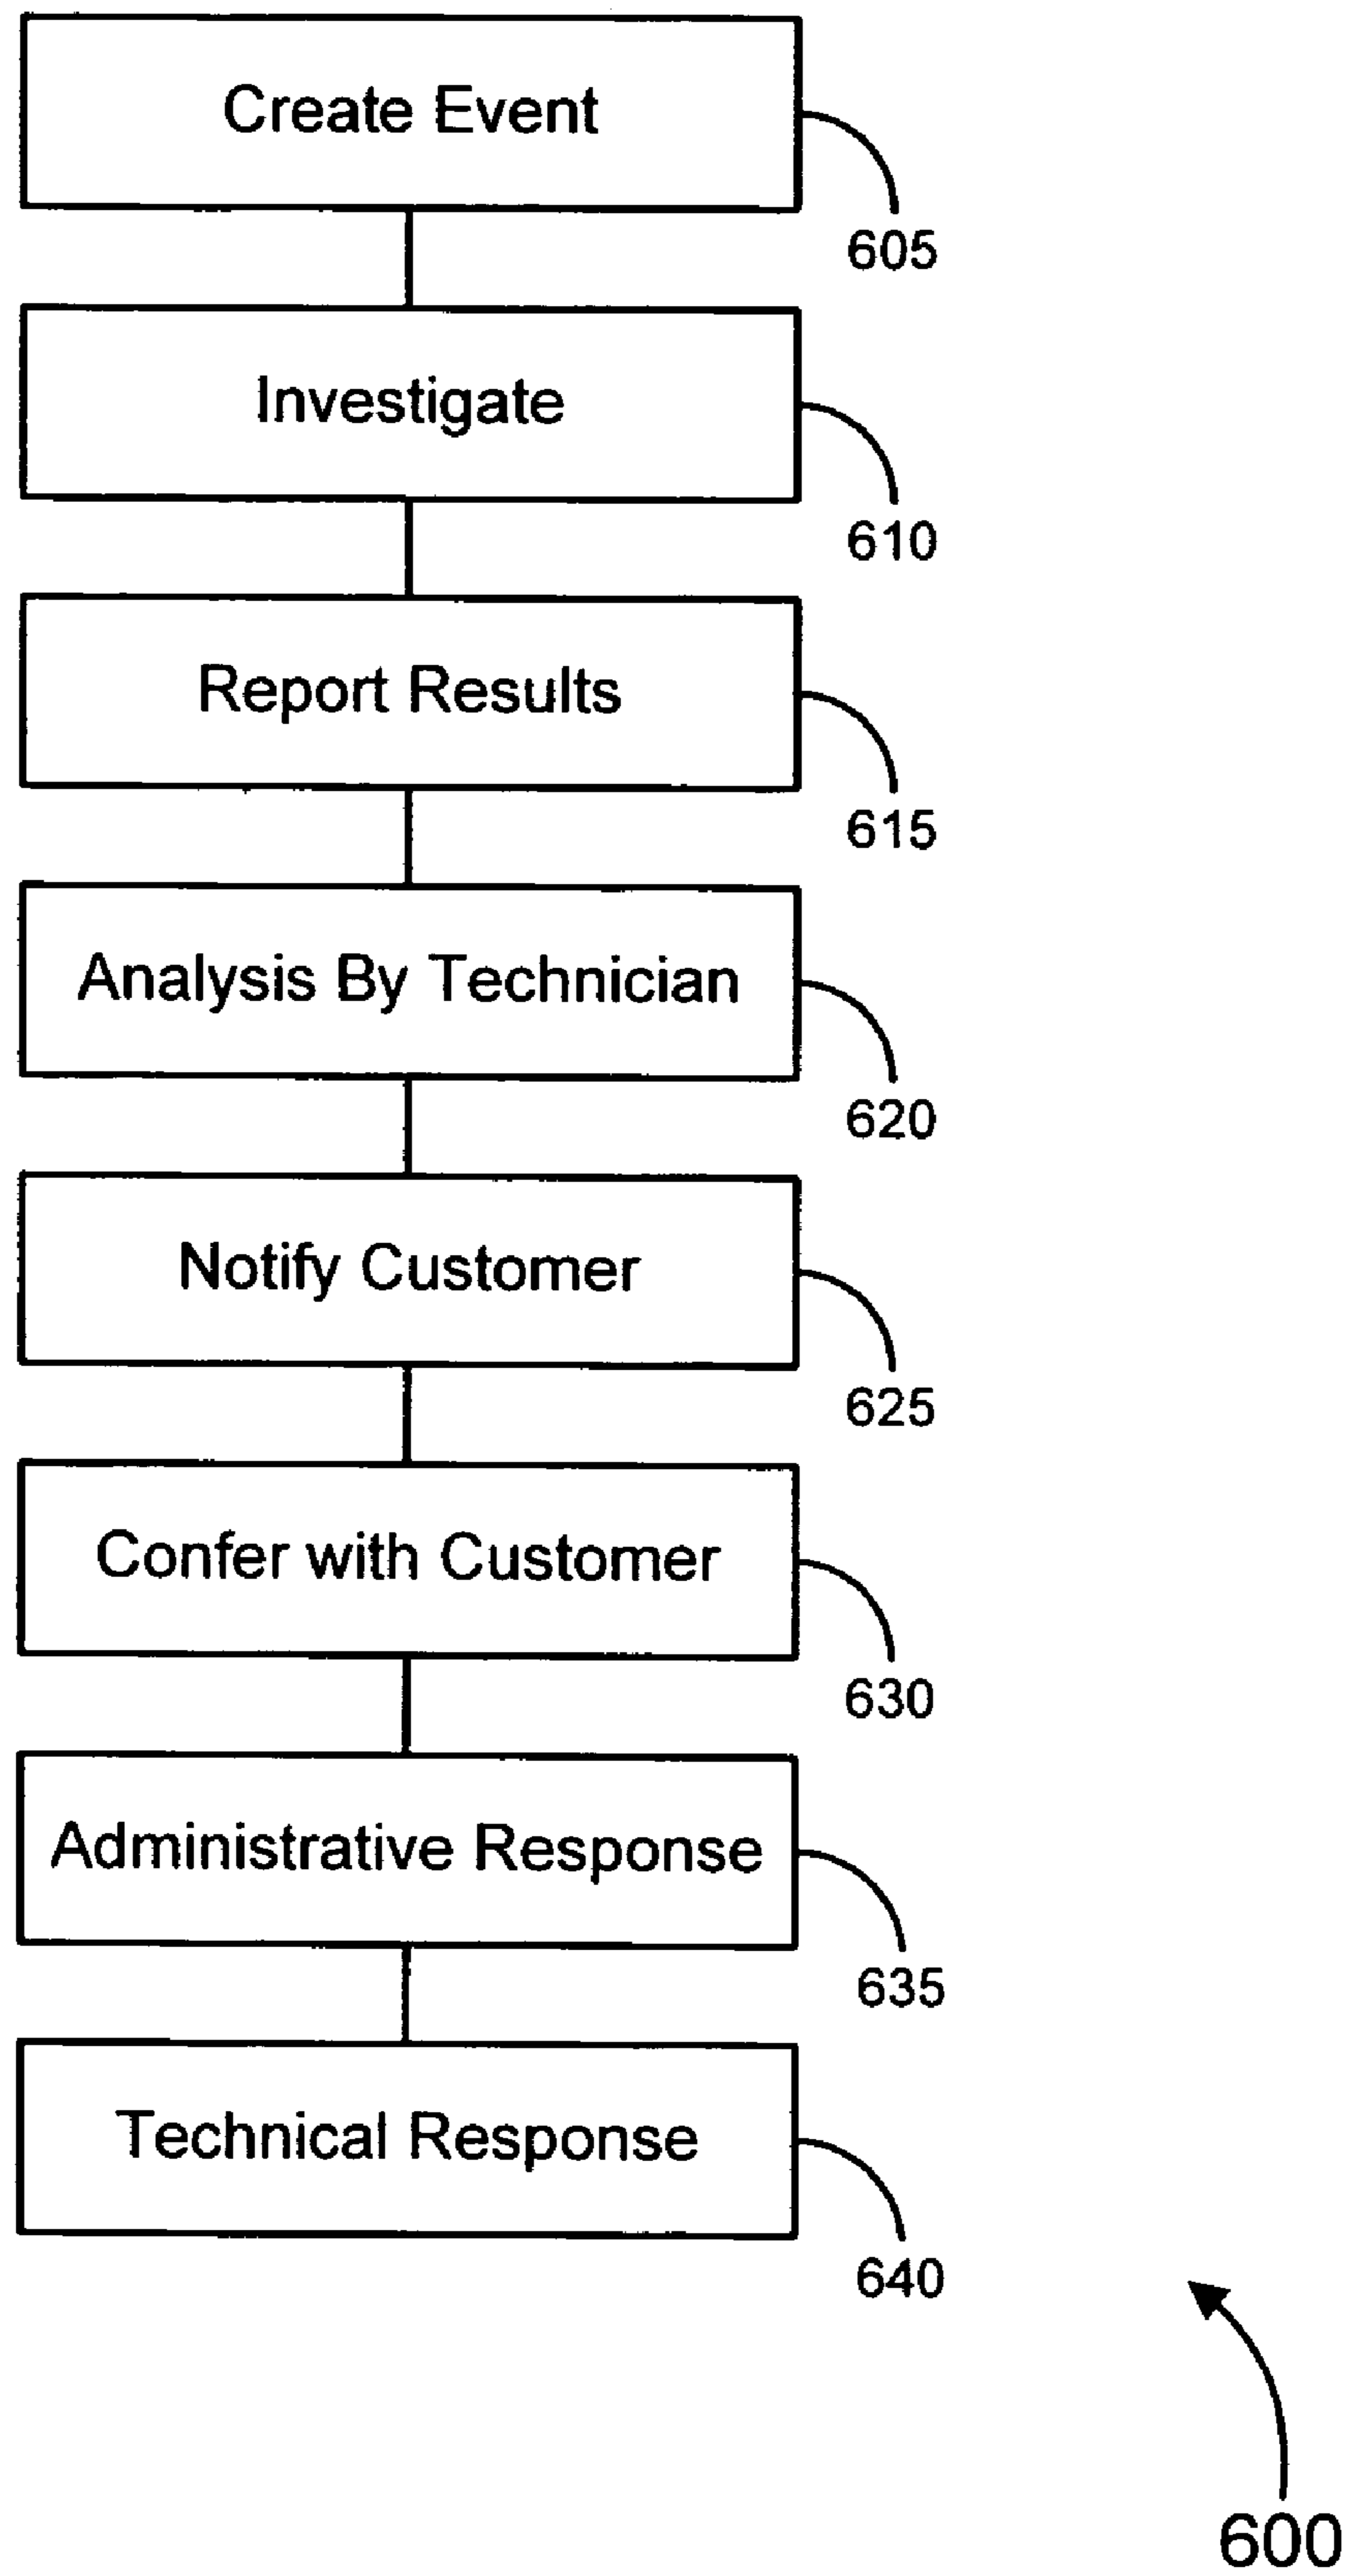 Create Event
605
Investigate
610
Report Results
615
Analysis By Technician
620
Notify Customer
625
Confer with Customer
630
Administrative Response
635
Technical Response
640
600